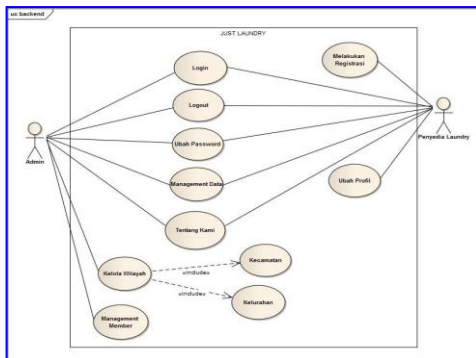 uc backend
JUST LAUNDRY
Melakukan
Registrasi
Login
Logout
Admin
Penyedia Laundry
Ubah Password
Management Data
Ubah Profil
Tentang Kami
Kecamatan
Kelola Wilayah
«include»
«include»
Kelurahan
Management
Member